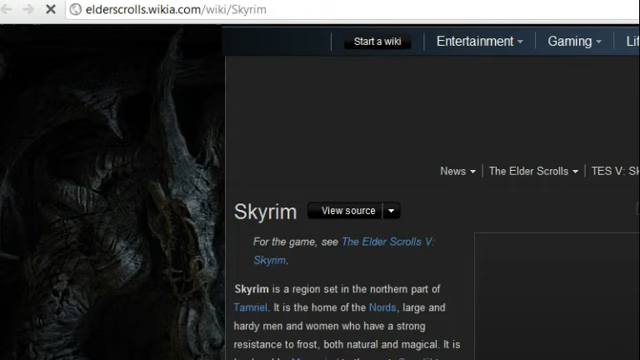 elderscrolls.wikia.com/wiki/Skyrim
Start a wiki Entertainment Gaming
News The Elder Scrolls TES V:
Skyrim View source
For the game, see The Elder Scrolls V:
Skyrim.
Skyrim is a region set in the northern part of
Tamriel. It is the home of the Nords, large and
hardy men and women who have a strong
resistance to frost, both natural and magical. It is